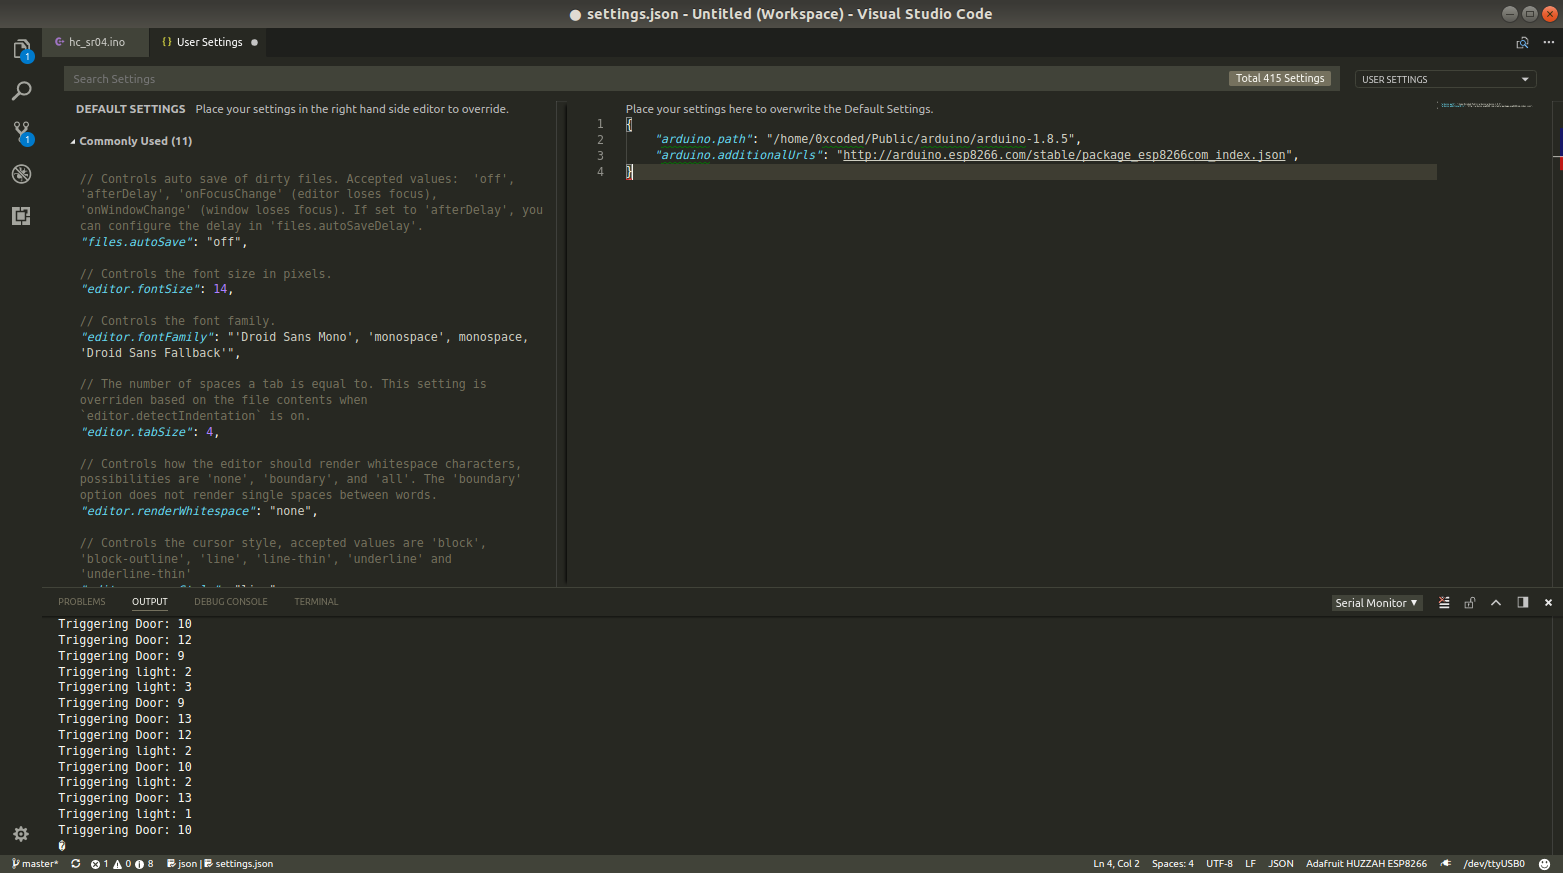 settings.json - Untitled (Workspace) - Visual Studio Code
hc_sr04.ino
{ } User Settings
1
Search Settings
Total 415 Settings
USER SETTINGS
DEFAULT SETTINGS Place your settings in the right hand side editor to override.
Commonly Used (11)
// Controls auto save of dirty files. Accepted values:  'off',
'afterDelay', 'onFocusChange' (editor loses focus),
'onWindowChange' (window loses focus). If set to 'afterDelay', you
can configure the delay in 'files.autoSaveDelay'.
"files.autoSave": "off",
// Controls the font size in pixels.
"editor.fontSize": 14,
// Controls the font family.
"editor.fontFamily": "'Droid Sans Mono', 'monospace', monospace,
'Droid Sans Fallback'",
// The number of spaces a tab is equal to. This setting is
overriden based on the file contents when
`editor.detectIndentation` is on.
"editor.tabSize": 4,
// Controls how the editor should render whitespace characters,
possibilities are 'none', 'boundary', and 'all'. The 'boundary'
option does not render single spaces between words.
"editor.renderWhitespace": "none",
// Controls the cursor style, accepted values are 'block',
'block-outline', 'line', 'line-thin', 'underline' and
'underline-thin'
Place your settings here to overwrite the Default Settings.
1 {
2 "arduino.path": "/home/0xcoded/Public/arduino/arduino-1.8.5",
3 "arduino.additionalUrls": "http://arduino.esp8266.com/stable/package_esp8266com_index.json",
4 }
1
PROBLEMS OUTPUT DEBUG CONSOLE TERMINAL
Serial Monitor
Triggering Door: 10
Triggering Door: 12
Triggering Door: 9
Triggering light: 2
Triggering light: 3
Triggering Door: 9
Triggering Door: 13
Triggering Door: 12
Triggering light: 2
Triggering Door: 10
Triggering light: 2
Triggering Door: 13
Triggering light: 1
Triggering Door: 10
�
master* 1 0 8 json | settings.json
Ln 4, Col 2 Spaces: 4 UTF-8 LF JSON Adafruit HUZZAH ESP8266 /dev/ttyUSB0